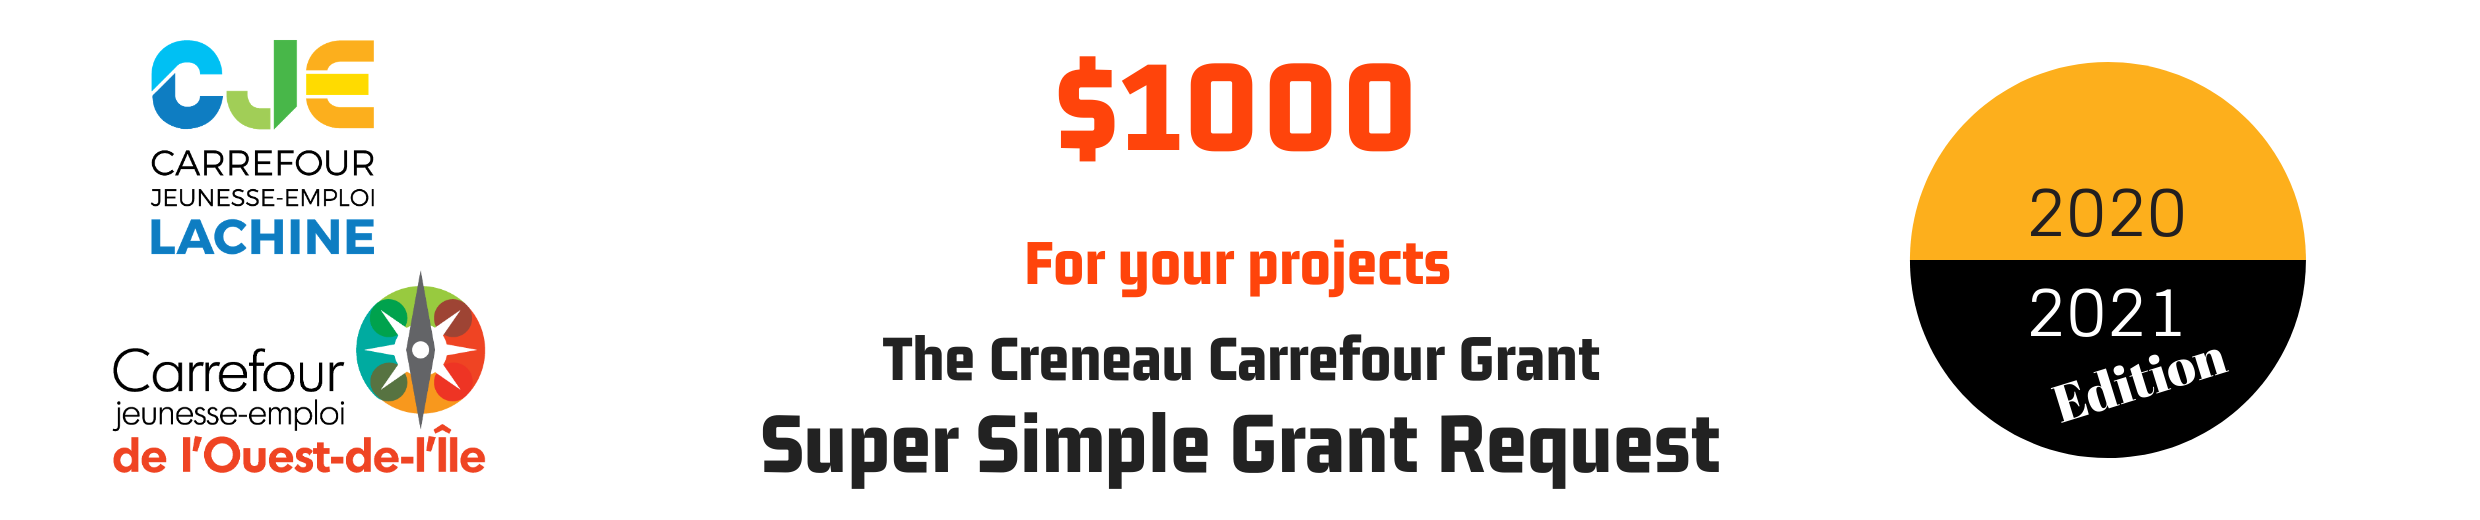 CJE
CARREFOUR
JEUNESSE-EMPLOI
LACHINE
Carrefour
jeunesse-emploi
de l'Ouest-de-l'Île
$1000
For your projects
The Creneau Carrefour Grant
Super Simple Grant Request
2020
2021
Edition